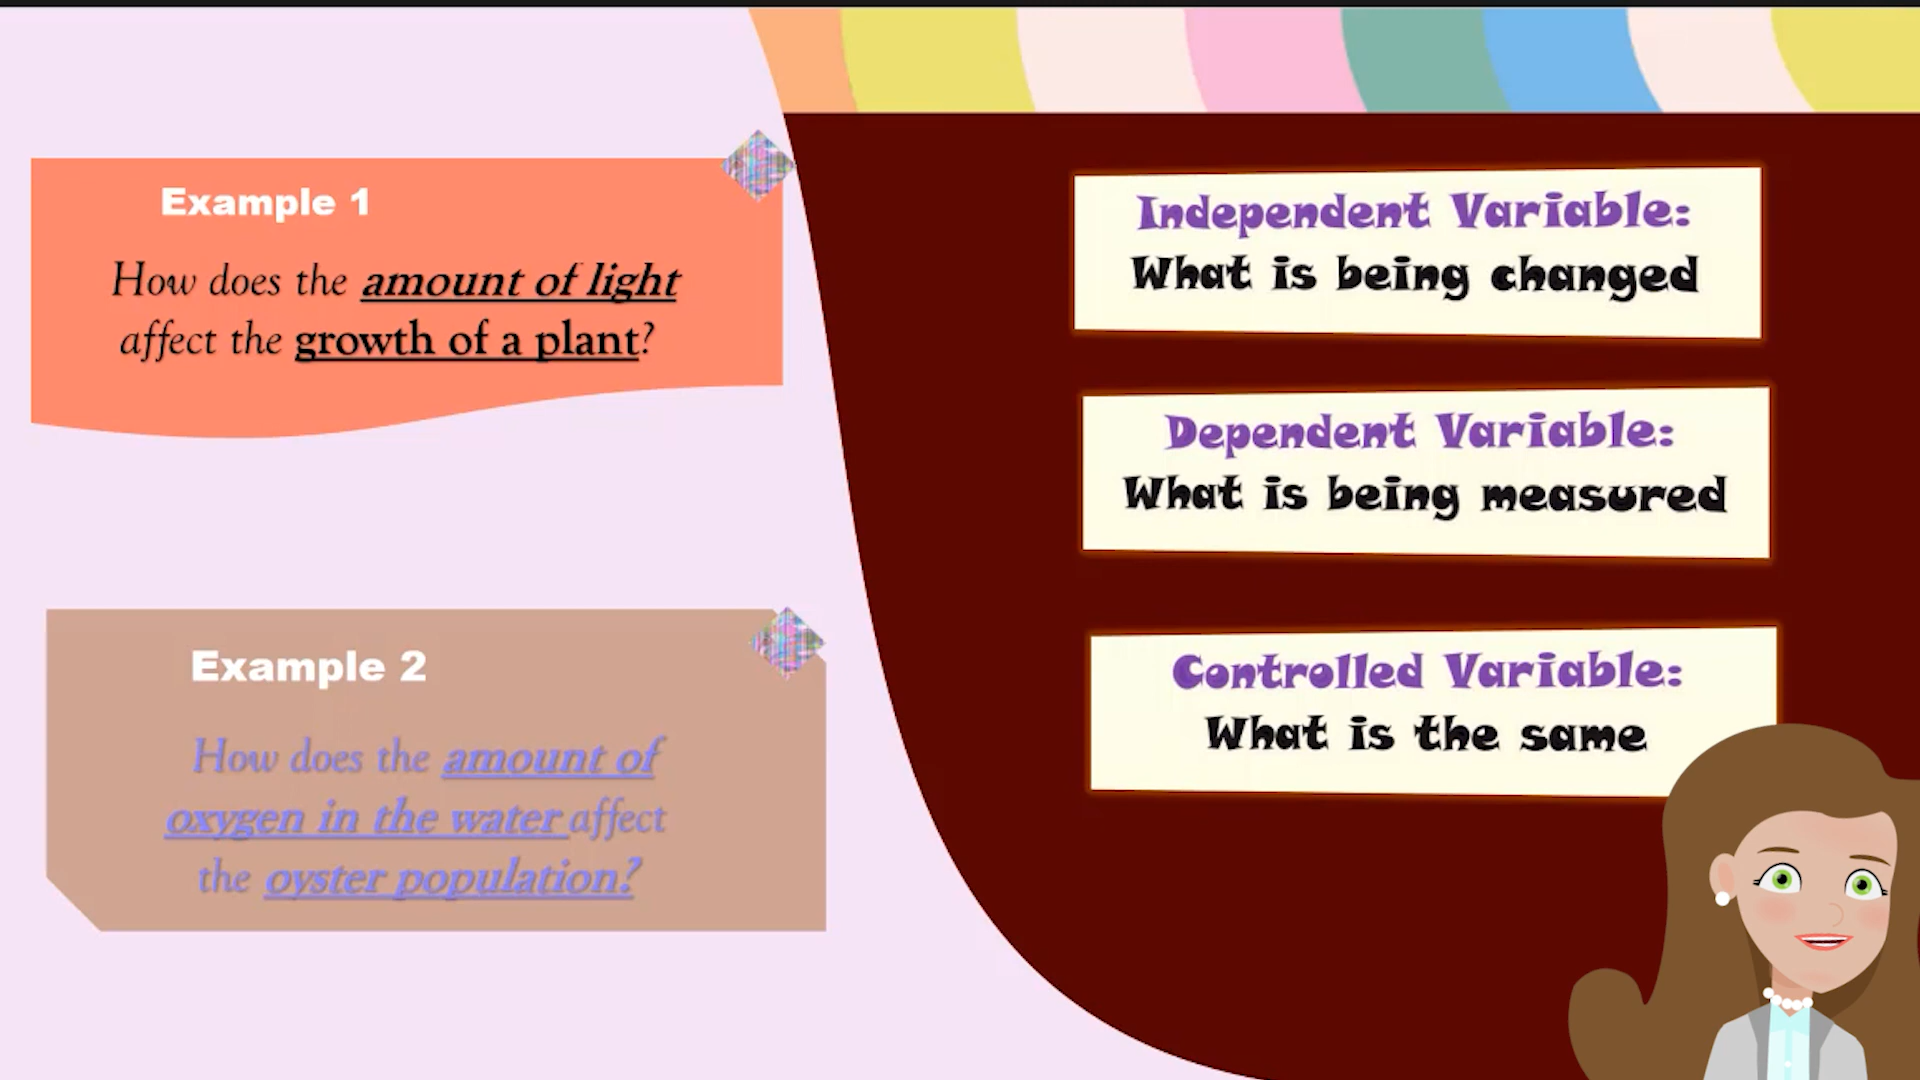 Example 1
How does the amount of light
affect the growth of a plant?
Example 2
How does the amount of
oxygen in the water affect
the oyster population?
Independent Variable:
What is being changed
Dependent Variable:
What is being measured
Controlled Variable:
What is the same